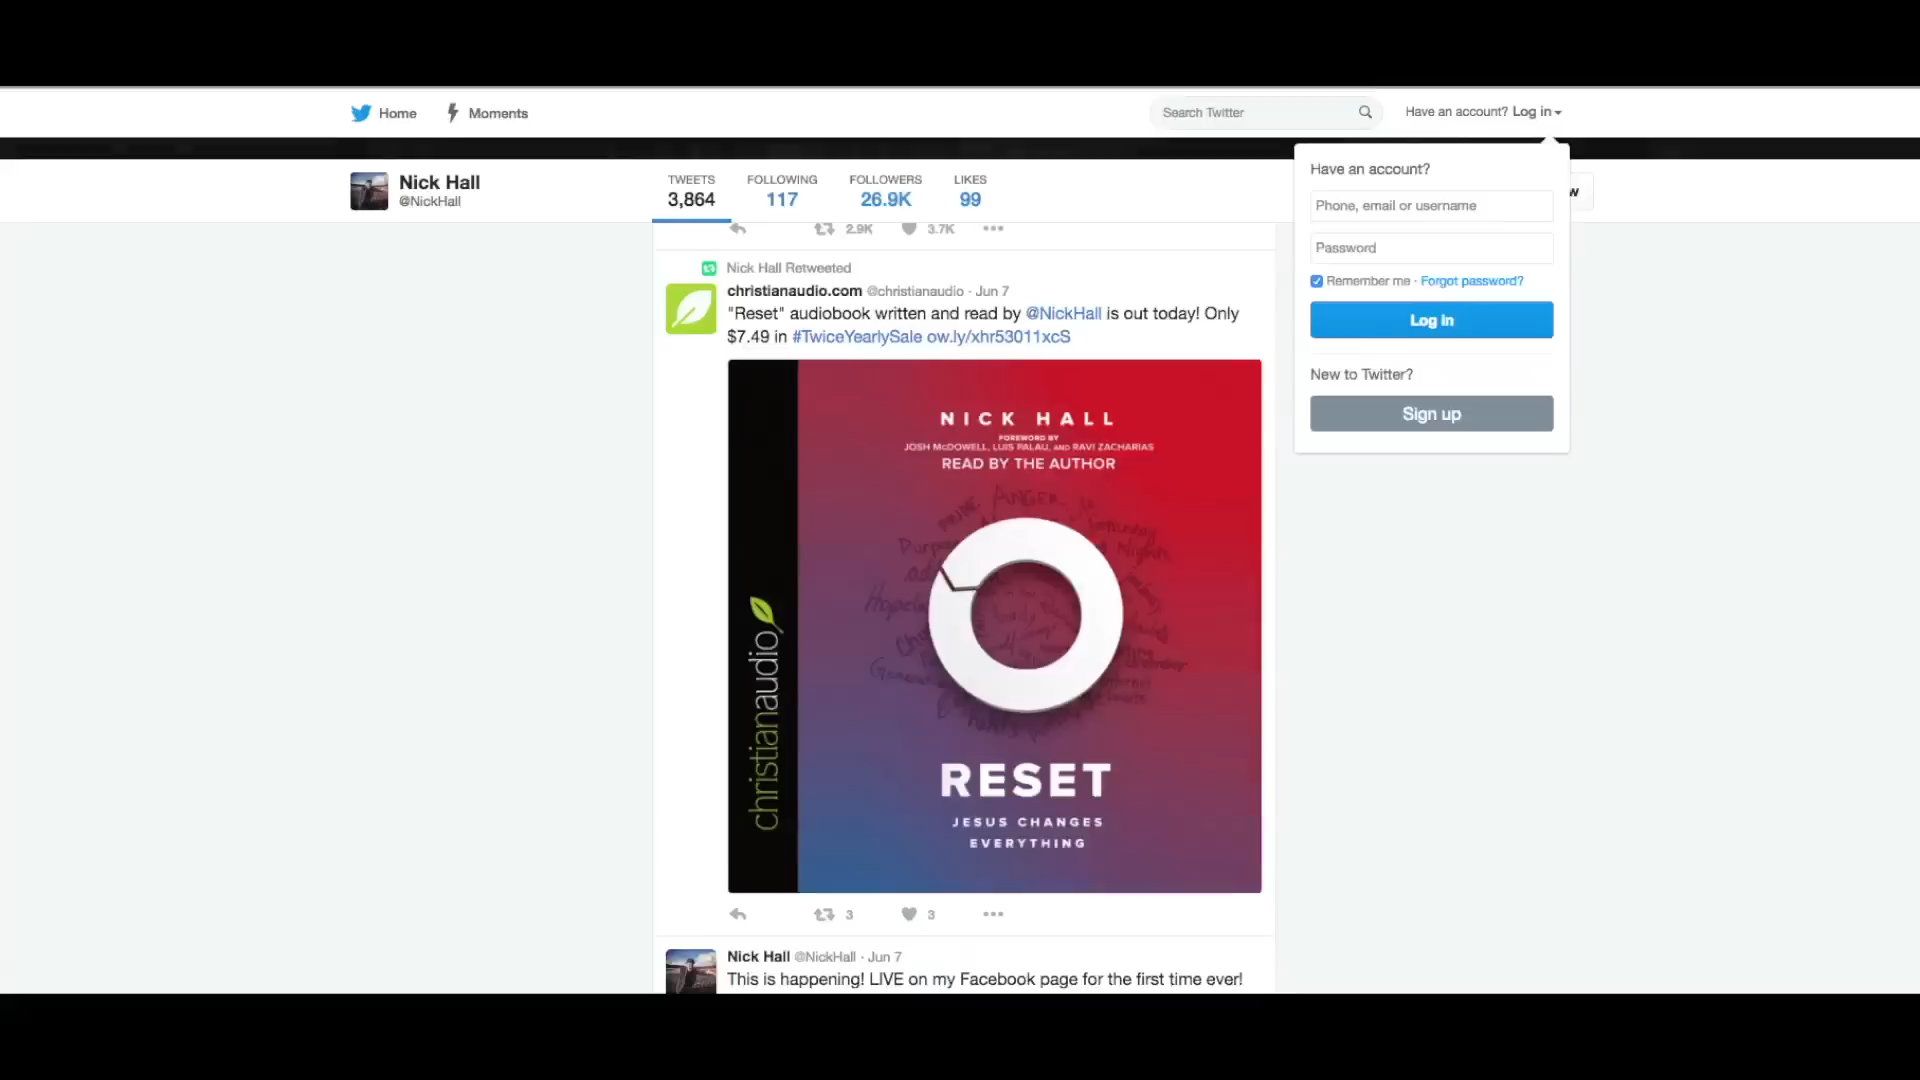 Home
Moments
Search Twitter
Have an account? Log in
Nick Hall
@NickHall
TWEETS
3,864
FOLLOWING
117
FOLLOWERS
26.9K
LIKES
99
Have an account?
Phone, email or username
Password
Remember me · Forgot password?
Log in
New to Twitter?
Sign up
2.9K
3.7K
Nick Hall Retweeted
christianaudio.com @christianaudio · Jun 7
"Reset" audiobook written and read by @NickHall is out today! Only
$7.49 in #TwiceYearlySale ow.ly/xhr53011xcS
NICK HALL
FOREWORD BY
JOSH McDOWELL, LUIS PALAU, AND RAVI ZACHARIAS
READ BY THE AUTHOR
ANGER
Saturday
Nights
christianaudio
RESET
JESUS CHANGES
EVERYTHING
3
3
Nick Hall @NickHall · Jun 7
This is happening! LIVE on my Facebook page for the first time ever!